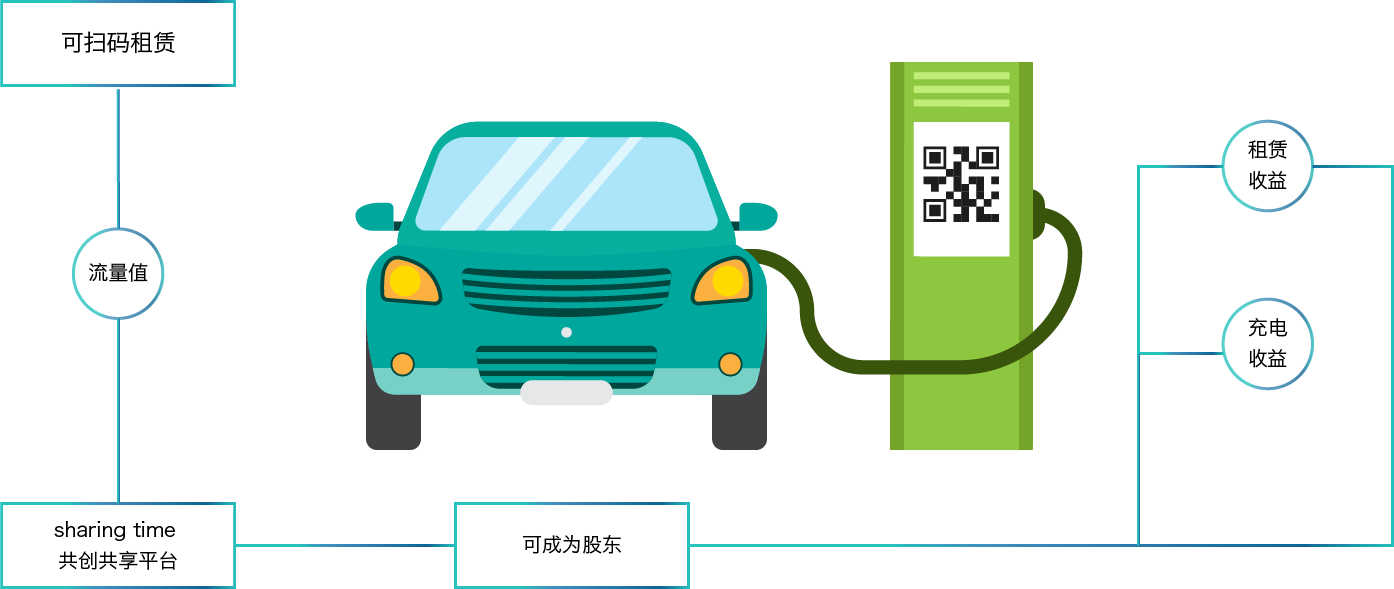 可扫码租赁
租赁
收益
流量值
充电
收益
sharing time
共创共享平台
可成为股东